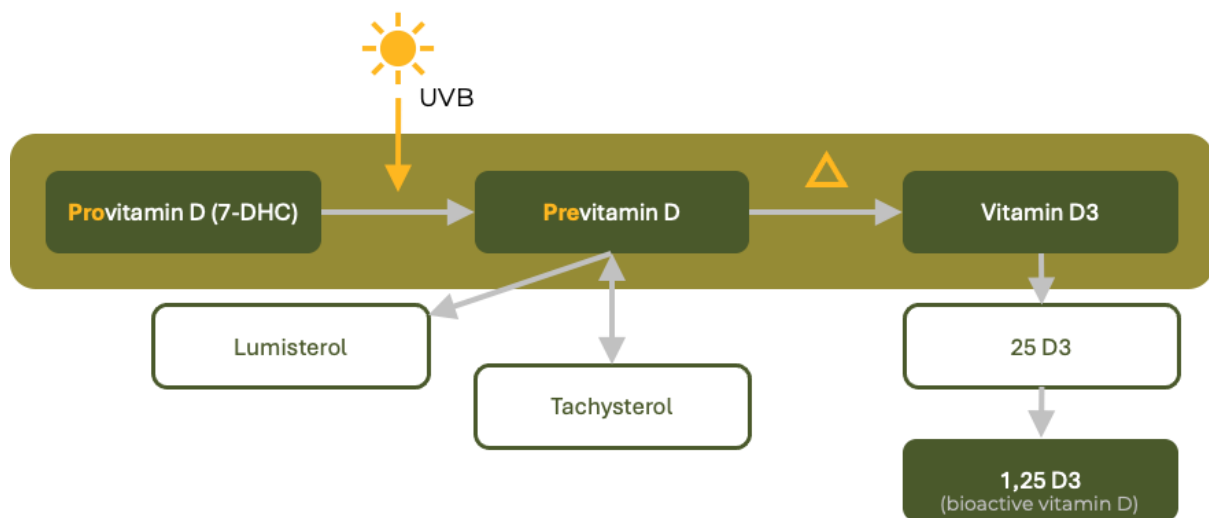 UVB
Provitamin D (7-DHC)
Previtamin D
Vitamin D3
Lumisterol
25 D3
Tachysterol
1,25 D3
(bioactive vitamin D)